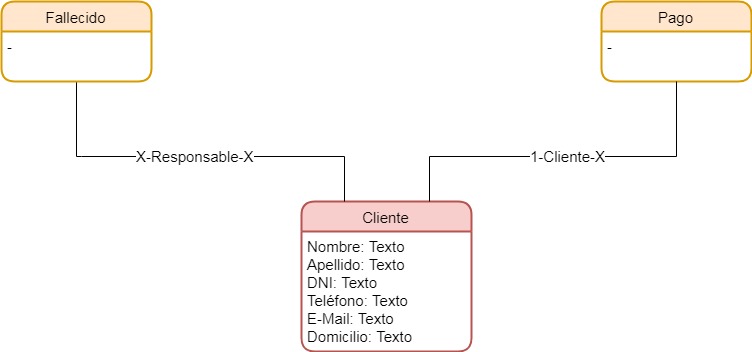 Fallecido
-
Pago
-
X-Responsable-X
1-Cliente-X
Cliente
Nombre: Texto
Apellido: Texto
DNI: Texto
Teléfono: Texto
E-Mail: Texto
Domicilio: Texto